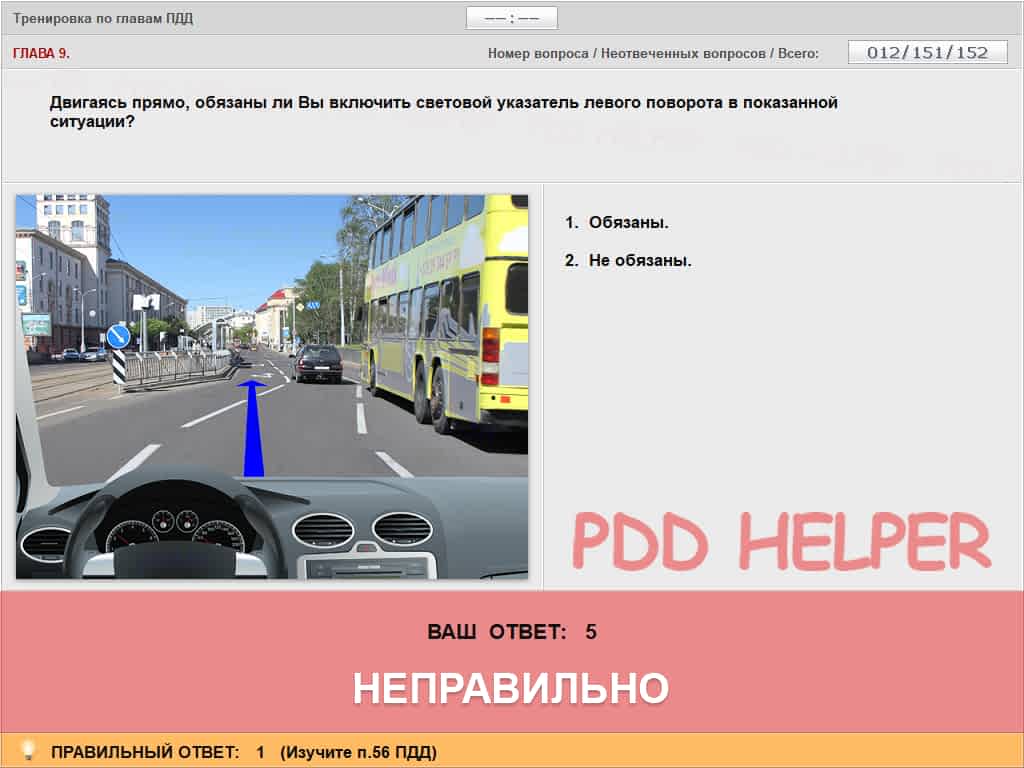 Тренировка по главам ПДД
—— : ——
ГЛАВА 9.
Номер вопроса / Неотвеченных вопросов / Всего:
012/151/152
Двигаясь прямо, обязаны ли Вы включить световой указатель левого поворота в показанной
ситуации?
1. Обязаны.
2. Не обязаны.
PDD HELPER
ВАШ ОТВЕТ: 5
НЕПРАВИЛЬНО
ПРАВИЛЬНЫЙ ОТВЕТ: 1 (Изучите п.56 ПДД)